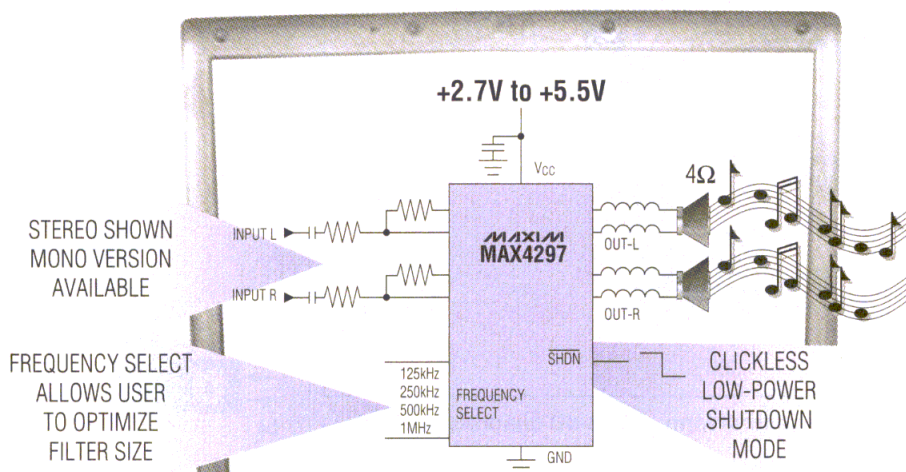 +2.7V to +5.5V
VCC
4Ω
STEREO SHOWN
MONO VERSION
AVAILABLE
INPUT L
INPUT R
MAXIM
MAX4297
OUT-L
OUT-R
FREQUENCY SELECT
ALLOWS USER
TO OPTIMIZE
FILTER SIZE
125kHz
250kHz
500kHz
1MHz
FREQUENCY
SELECT
SHDN
CLICKLESS
LOW-POWER
SHUTDOWN
MODE
GND